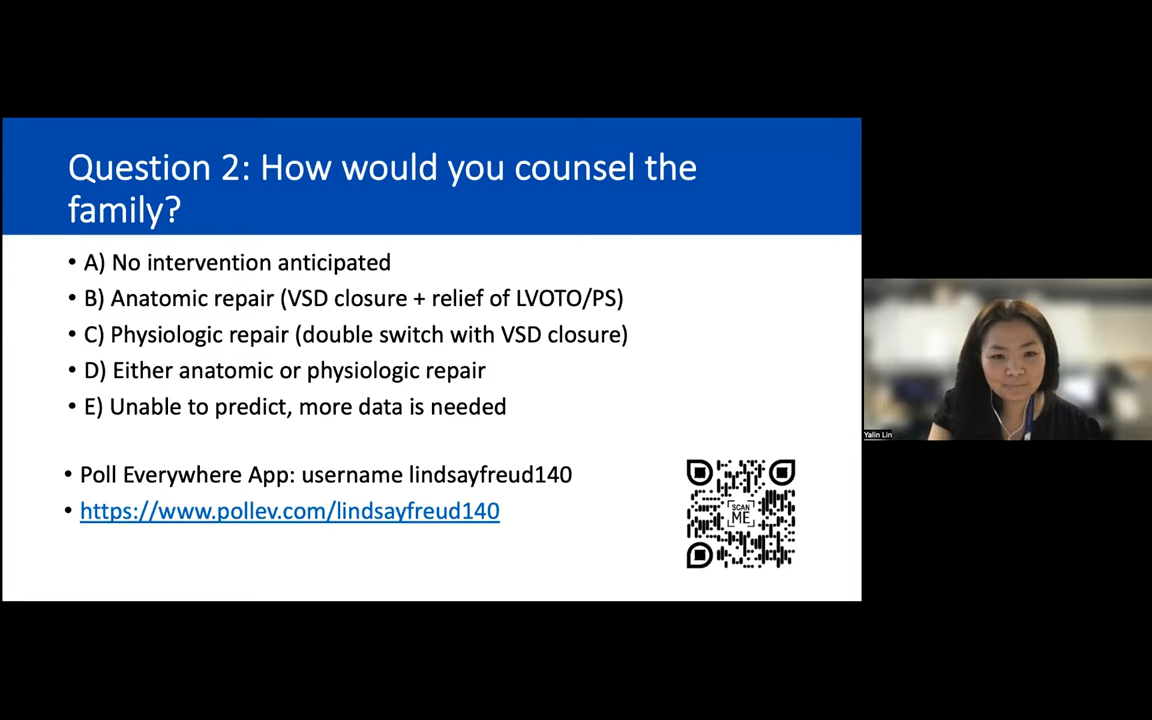 Question 2: How would you counsel the
family?
• A) No intervention anticipated
• B) Anatomic repair (VSD closure + relief of LVOTO/PS)
• C) Physiologic repair (double switch with VSD closure)
• D) Either anatomic or physiologic repair
• E) Unable to predict, more data is needed
• Poll Everywhere App: username lindsayfreud140
• https://www.pollev.com/lindsayfreud140
SCAN
ME
Yalin Lin